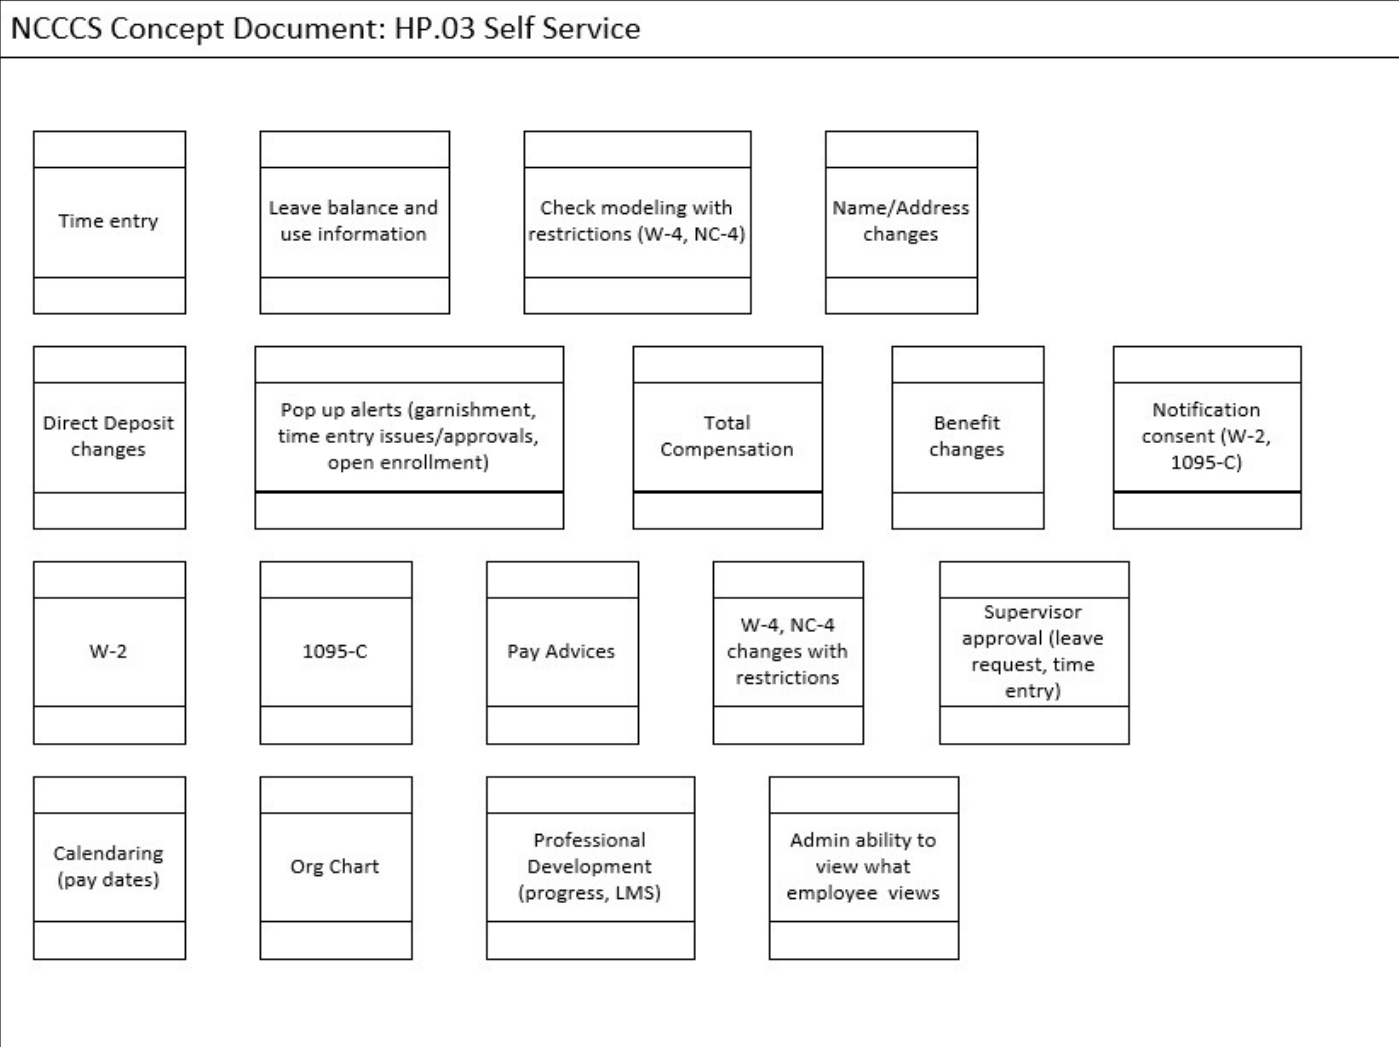 NCCCS Concept Document: HP.03 Self Service
Time entry
Leave balance and
use information
Check modeling with
restrictions (W-4, NC-4)
Name/Address
changes
Direct Deposit
changes
Pop up alerts (garnishment,
time entry issues/approvals,
open enrollment)
Total
Compensation
Benefit
changes
Notification
consent (W-2,
1095-C)
W-2
1095-C
Pay Advices
W-4, NC-4
changes with
restrictions
Supervisor
approval (leave
request, time
entry)
Calendaring
(pay dates)
Org Chart
Professional
Development
(progress, LMS)
Admin ability to
view what
employee  views